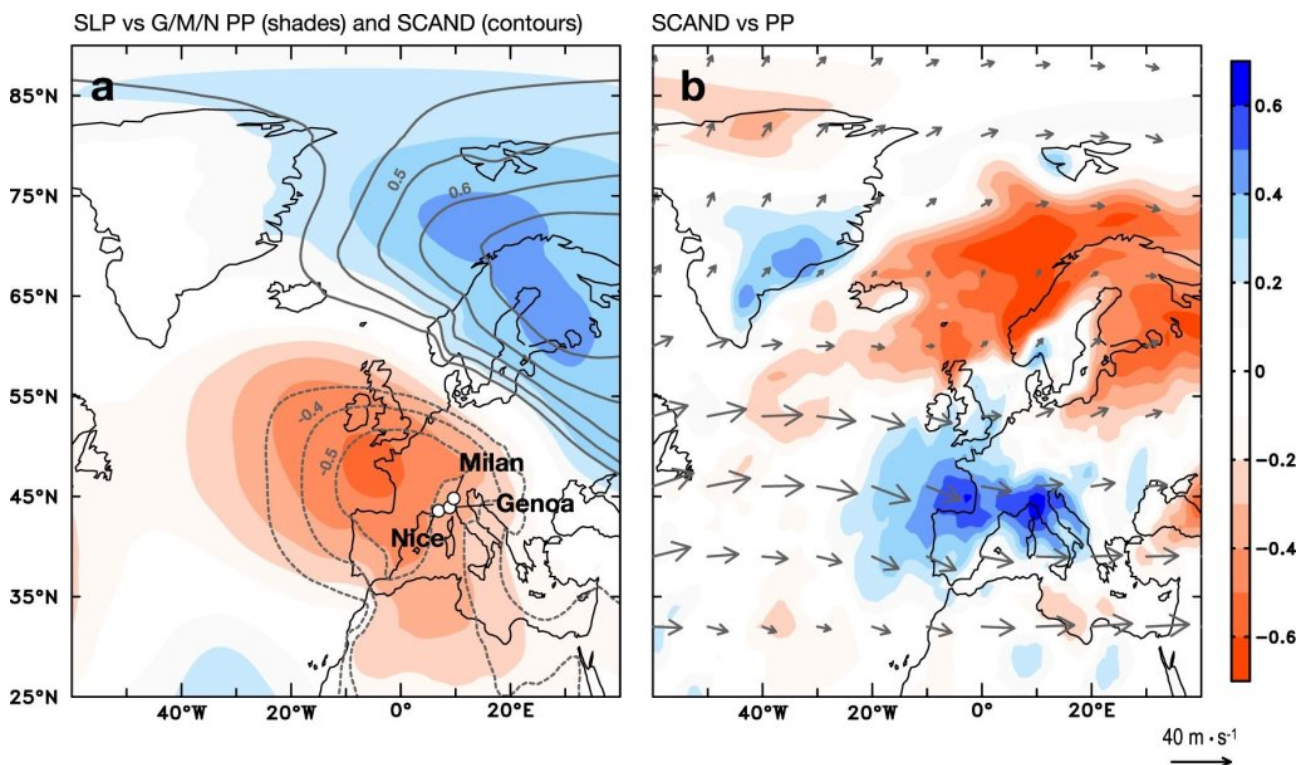 SLP vs G/M/N PP (shades) and SCAND (contours)
SCAND vs PP
a
b
85°N
75°N
65°N
55°N
45°N
35°N
25°N
0.5
0.6
-0.4
-0.5
Milan
Genoa
Nice
40°W
20°W
0°
20°E
40°W
20°W
0°
20°E
0.6
0.4
0.2
0
−0.2
−0.4
−0.6
40 m · s⁻¹